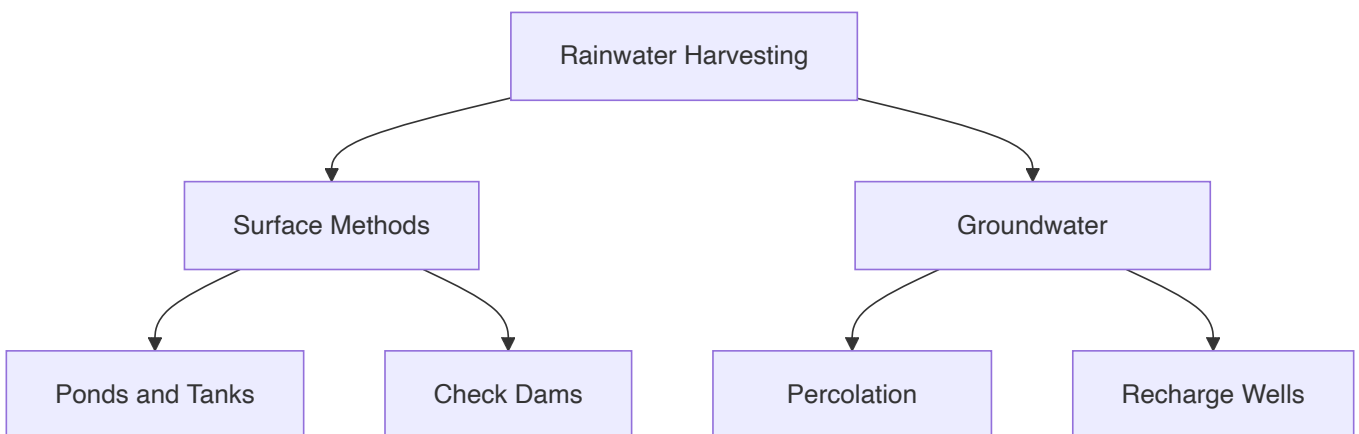 Rainwater Harvesting
Surface Methods
Groundwater
Ponds and Tanks
Check Dams
Percolation
Recharge Wells